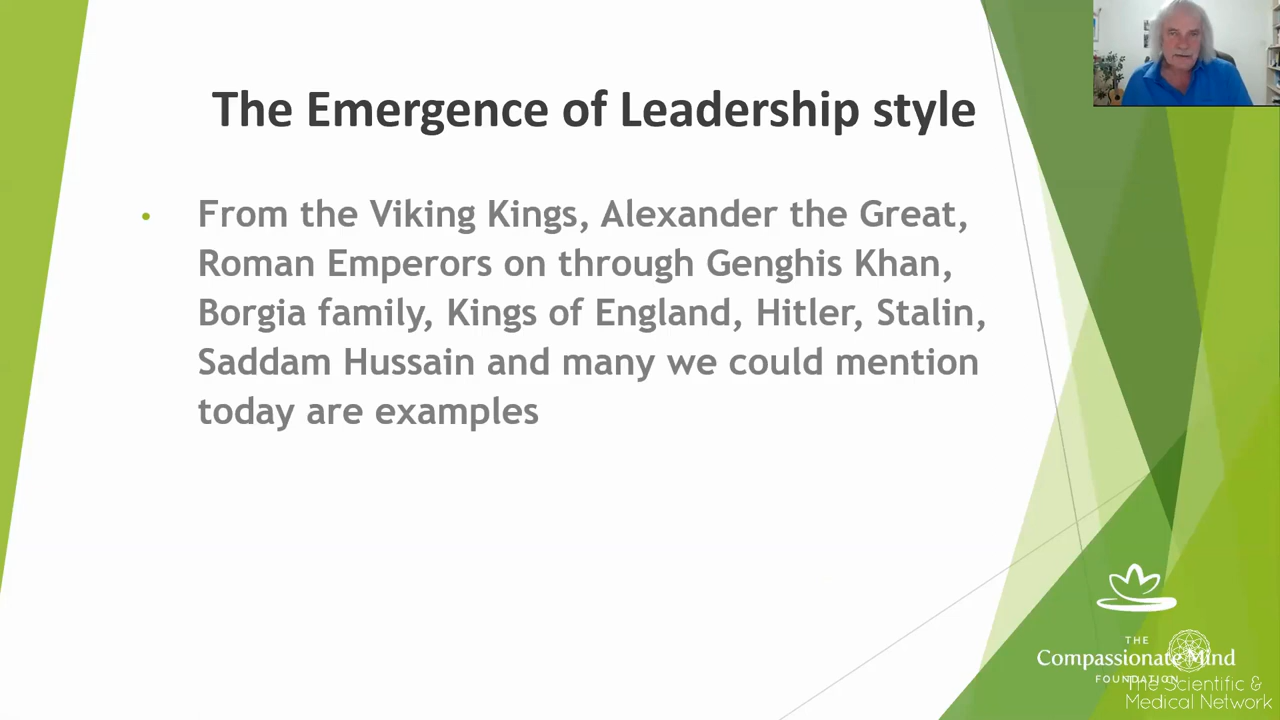 The Emergence of Leadership style
• From the Viking Kings, Alexander the Great,
Roman Emperors on through Genghis Khan,
Borgia family, Kings of England, Hitler, Stalin,
Saddam Hussain and many we could mention
today are examples
THE
Compassionate Mind
FOUNDATION
The Scientific &
Medical Network